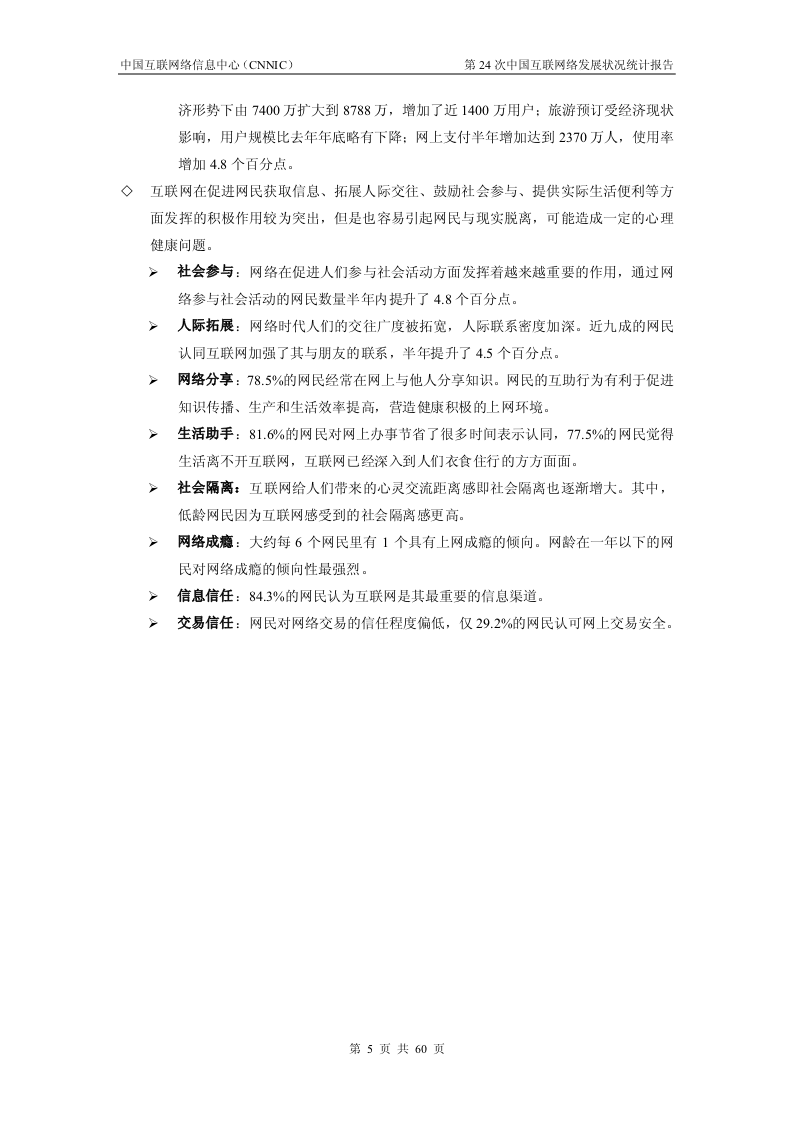 中国互联网络信息中心（CNNIC） 第 24 次中国互联网络发展状况统计报告
济形势下由 7400 万扩大到 8788 万，增加了近 1400 万用户；旅游预订受经济现状
影响，用户规模比去年年底略有下降；网上支付半年增加达到 2370 万人，使用率
增加 4.8 个百分点。
◇ 互联网在促进网民获取信息、拓展人际交往、鼓励社会参与、提供实际生活便利等方
面发挥的积极作用较为突出，但是也容易引起网民与现实脱离，可能造成一定的心理
健康问题。
➢ 社会参与：网络在促进人们参与社会活动方面发挥着越来越重要的作用，通过网
络参与社会活动的网民数量半年内提升了 4.8 个百分点。
➢ 人际拓展：网络时代人们的交往广度被拓宽，人际联系密度加深。近九成的网民
认同互联网加强了其与朋友的联系，半年提升了 4.5 个百分点。
➢ 网络分享：78.5%的网民经常在网上与他人分享知识。网民的互助行为有利于促进
知识传播、生产和生活效率提高，营造健康积极的上网环境。
➢ 生活助手：81.6%的网民对网上办事节省了很多时间表示认同，77.5%的网民觉得
生活离不开互联网，互联网已经深入到人们衣食住行的方方面面。
➢ 社会隔离：互联网给人们带来的心灵交流距离感即社会隔离也逐渐增大。其中，
低龄网民因为互联网感受到的社会隔离感更高。
➢ 网络成瘾：大约每 6 个网民里有 1 个具有上网成瘾的倾向。网龄在一年以下的网
民对网络成瘾的倾向性最强烈。
➢ 信息信任：84.3%的网民认为互联网是其最重要的信息渠道。
➢ 交易信任：网民对网络交易的信任程度偏低，仅 29.2%的网民认可网上交易安全。
第 5 页 共 60 页